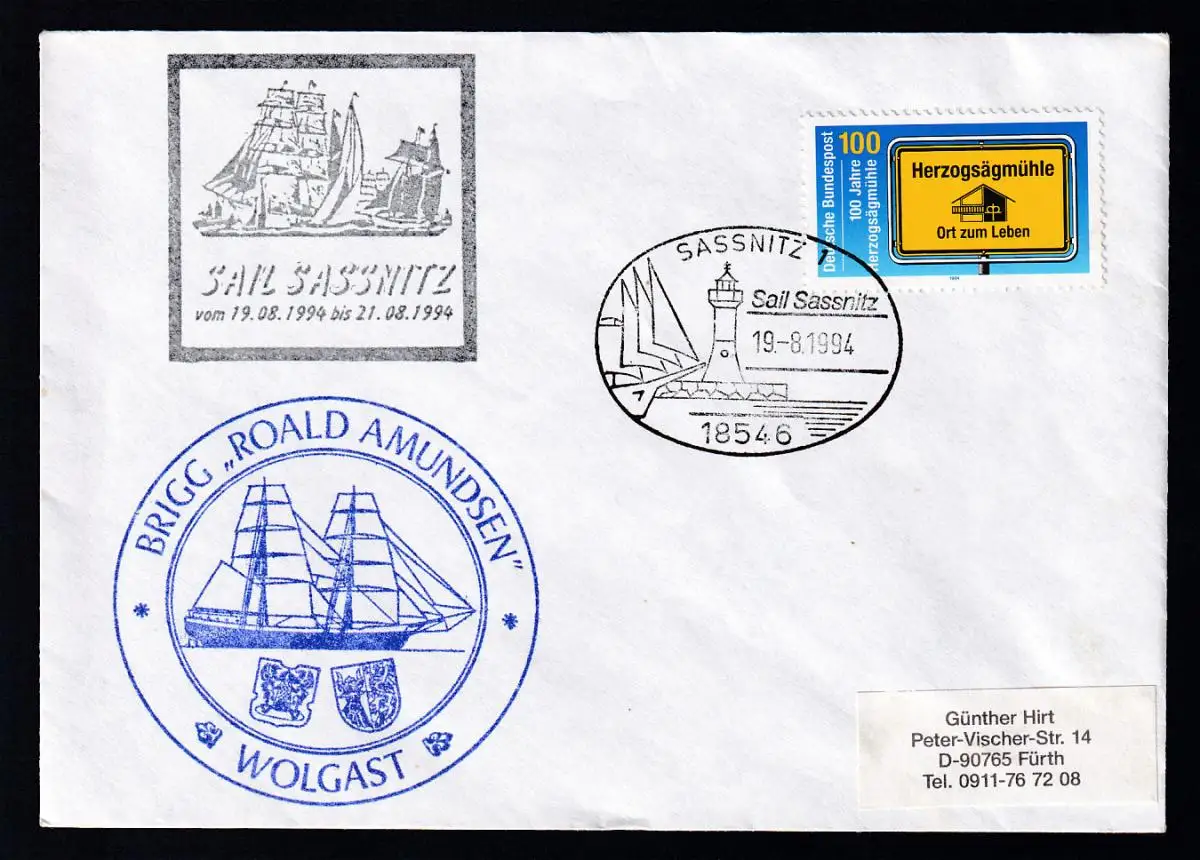 SAIL SASSNITZ
vom 19.08.1994 bis 21.08.1994
Deutsche Bundespost
100
100 Jahre
Herzogsägmühle
Herzogsägmühle
Ort zum Leben
1994
SASSNITZ 1
Sail Sassnitz
19.-8.1994
18546
BRIGG „ROALD AMUNDSEN"
WOLGAST
Günther Hirt
Peter-Vischer-Str. 14
D-90765 Fürth
Tel. 0911-76 72 08